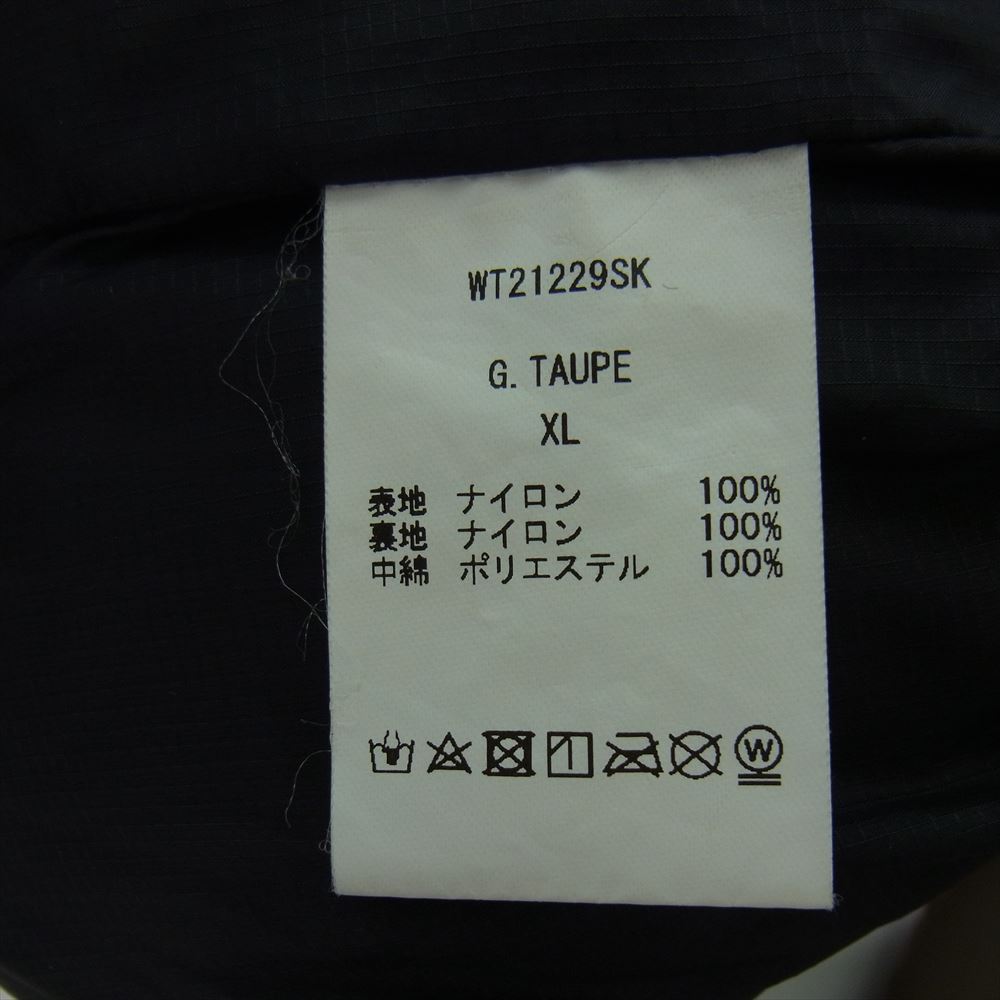 WT21229SK
G. TAUPE
XL
表地 ナイロン 100%
裏地 ナイロン 100%
中綿 ポリエステル 100%
W